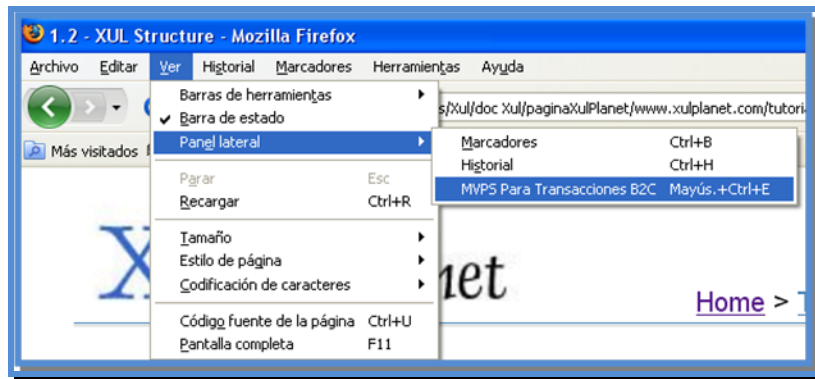 1.2 - XUL Structure - Mozilla Firefox
Archivo Editar Ver Historial Marcadores Herramientas Ayuda
s/Xul/doc Xul/paginaXulPlanet/www.xulplanet.com/tutori
Más visitados
Barras de herramientas
Barra de estado
Panel lateral
Parar Esc
Recargar Ctrl+R
Tamaño
Estilo de página
Codificación de caracteres
Código fuente de la página Ctrl+U
Pantalla completa F11
Marcadores Ctrl+B
Historial Ctrl+H
MVPS Para Transacciones B2C Mayús.+Ctrl+E
X net
Home >